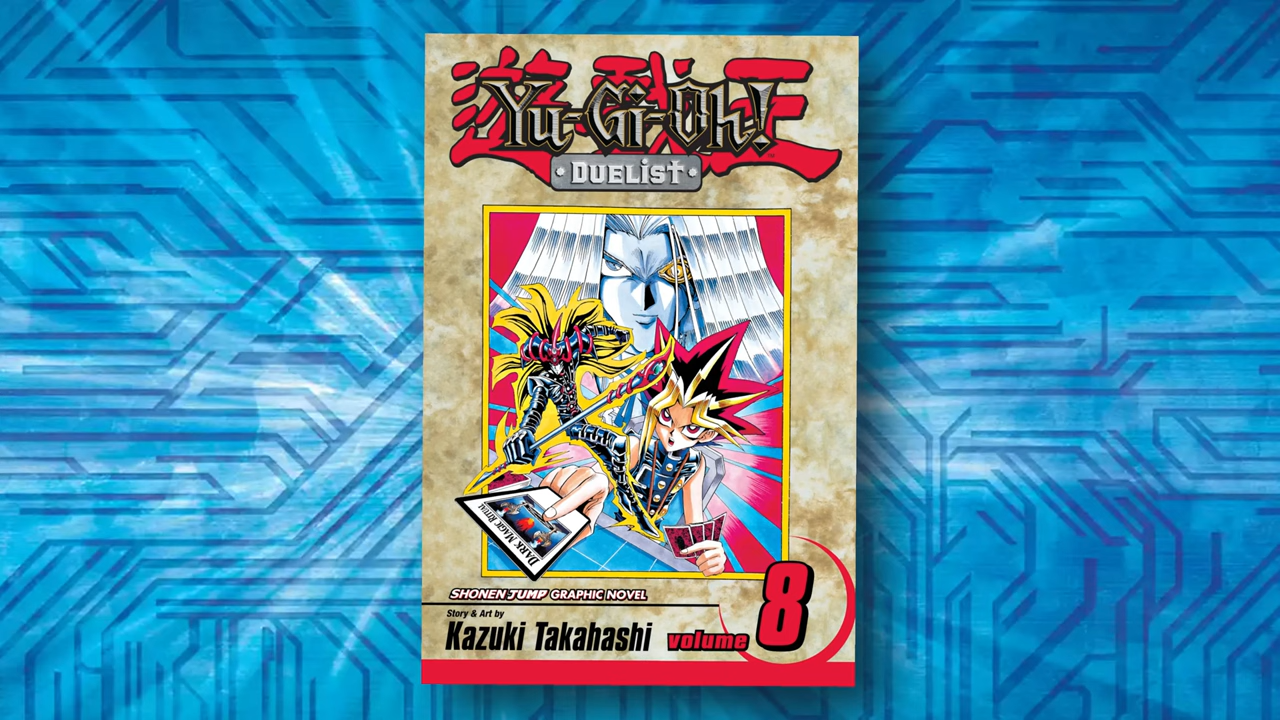 遊戯王
Yu-Gi-Oh!
DUELIST
DARK MAGIC RITUAL
SHONEN JUMP GRAPHIC NOVEL
Story & Art by
Kazuki Takahashi
volume 8